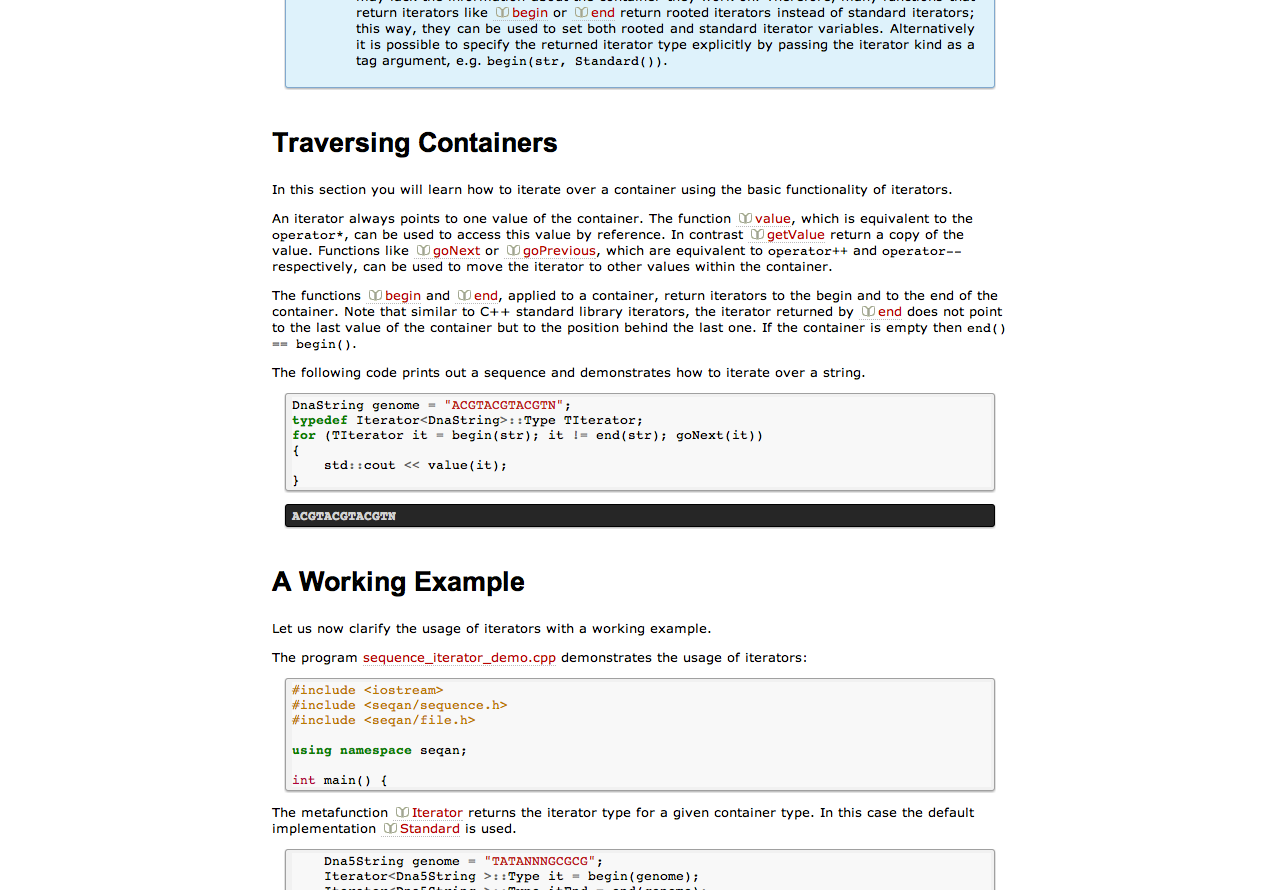 return iterators like begin or end return rooted iterators instead of standard iterators;
this way, they can be used to set both rooted and standard iterator variables. Alternatively
it is possible to specify the returned iterator type explicitly by passing the iterator kind as a
tag argument, e.g. begin(str, Standard()).
Traversing Containers
In this section you will learn how to iterate over a container using the basic functionality of iterators.
An iterator always points to one value of the container. The function value, which is equivalent to the
operator*, can be used to access this value by reference. In contrast getValue return a copy of the
value. Functions like goNext or goPrevious, which are equivalent to operator++ and operator--
respectively, can be used to move the iterator to other values within the container.
The functions begin and end, applied to a container, return iterators to the begin and to the end of the
container. Note that similar to C++ standard library iterators, the iterator returned by end does not point
to the last value of the container but to the position behind the last one. If the container is empty then end()
== begin().
The following code prints out a sequence and demonstrates how to iterate over a string.
DnaString genome = "ACGTACGTACGTN";
typedef Iterator<DnaString>::Type TIterator;
for (TIterator it = begin(str); it != end(str); goNext(it))
{
    std::cout << value(it);
}
ACGTACGTACGTN
A Working Example
Let us now clarify the usage of iterators with a working example.
The program sequence_iterator_demo.cpp demonstrates the usage of iterators:
#include <iostream>
#include <seqan/sequence.h>
#include <seqan/file.h>
using namespace seqan;
int main() {
The metafunction Iterator returns the iterator type for a given container type. In this case the default
implementation Standard is used.
    Dna5String genome = "TATANNNGCGCG";
    Iterator<Dna5String >::Type it = begin(genome);